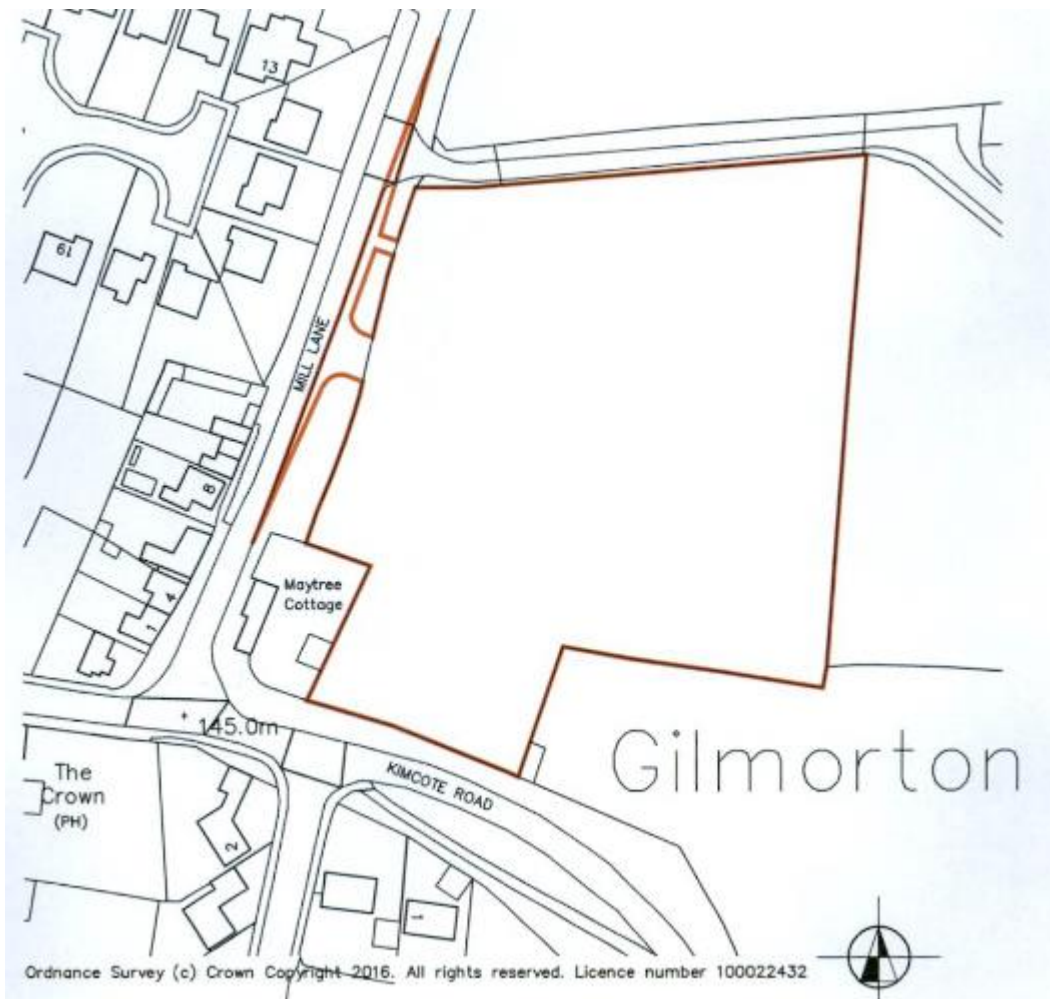 13
19
MILL LANE
8
Maytree
Cottage
4
1
145.0m
Gilmorton
The
Crown
(PH)
KIMCOTE ROAD
2
1
Ordnance Survey (c) Crown Copyright 2016. All rights reserved. Licence number 100022432